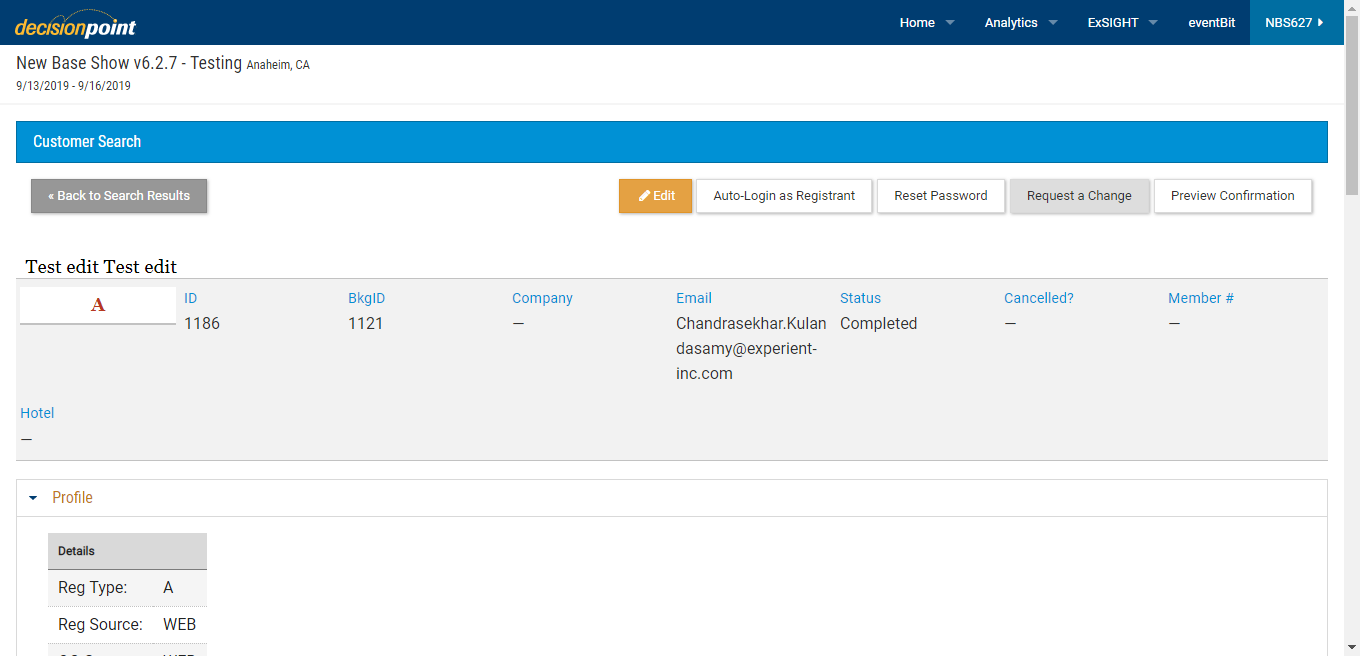 decisionpoint
Home Analytics ExSIGHT eventBit NBS627
New Base Show v6.2.7 - Testing Anaheim, CA
9/13/2019 - 9/16/2019
Customer Search
« Back to Search Results Edit Auto-Login as Registrant Reset Password Request a Change Preview Confirmation
Test edit Test edit
A
ID BkgID Company Email Status Cancelled? Member #
1186 1121 — Chandrasekhar.Kulan Completed — —
dasamy@experient-
inc.com
Hotel
—
Profile
Details
Reg Type: A
Reg Source: WEB